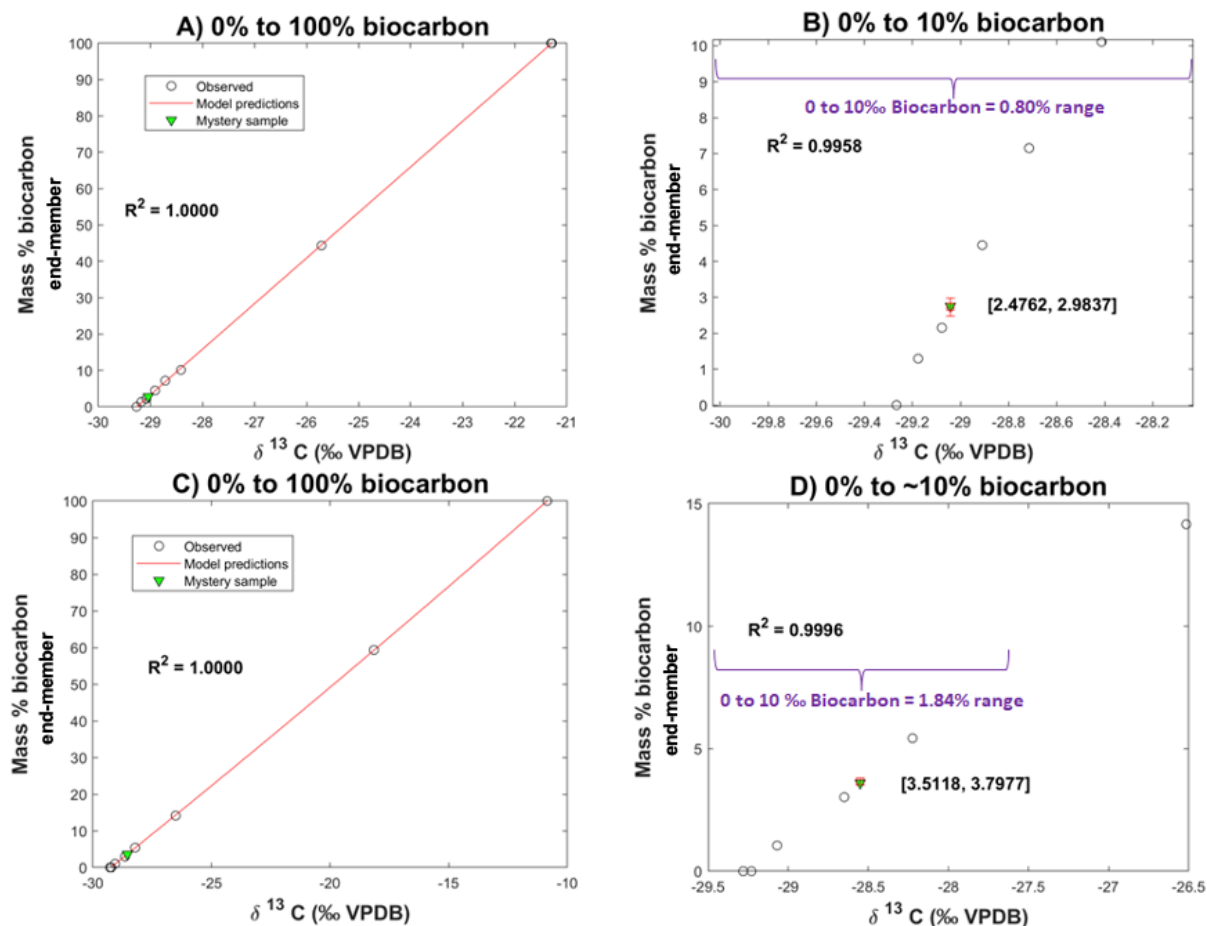 A) 0% to 100% biocarbon
100
90
80
70
60
50
40
30
20
10
0
Mass % biocarbon
end-member
Observed
Model predictions
Mystery sample
R² = 1.0000
-30 -29 -28 -27 -26 -25 -24 -23 -22 -21
δ ¹³ C (‰ VPDB)
B) 0% to 10% biocarbon
10
9
8
7
6
5
4
3
2
1
0
Mass % biocarbon
end-member
0 to 10‰ Biocarbon = 0.80% range
R² = 0.9958
[2.4762, 2.9837]
-30 -29.8 -29.6 -29.4 -29.2 -29 -28.8 -28.6 -28.4 -28.2
δ ¹³ C (‰ VPDB)
C) 0% to 100% biocarbon
100
90
80
70
60
50
40
30
20
10
0
Mass % biocarbon
end-member
Observed
Model predictions
Mystery sample
R² = 1.0000
-30 -25 -20 -15 -10
δ ¹³ C (‰ VPDB)
D) 0% to ~10% biocarbon
15
10
5
0
Mass % biocarbon
end-member
R² = 0.9996
0 to 10 ‰ Biocarbon = 1.84% range
[3.5118, 3.7977]
-29.5 -29 -28.5 -28 -27.5 -27 -26.5
δ ¹³ C (‰ VPDB)